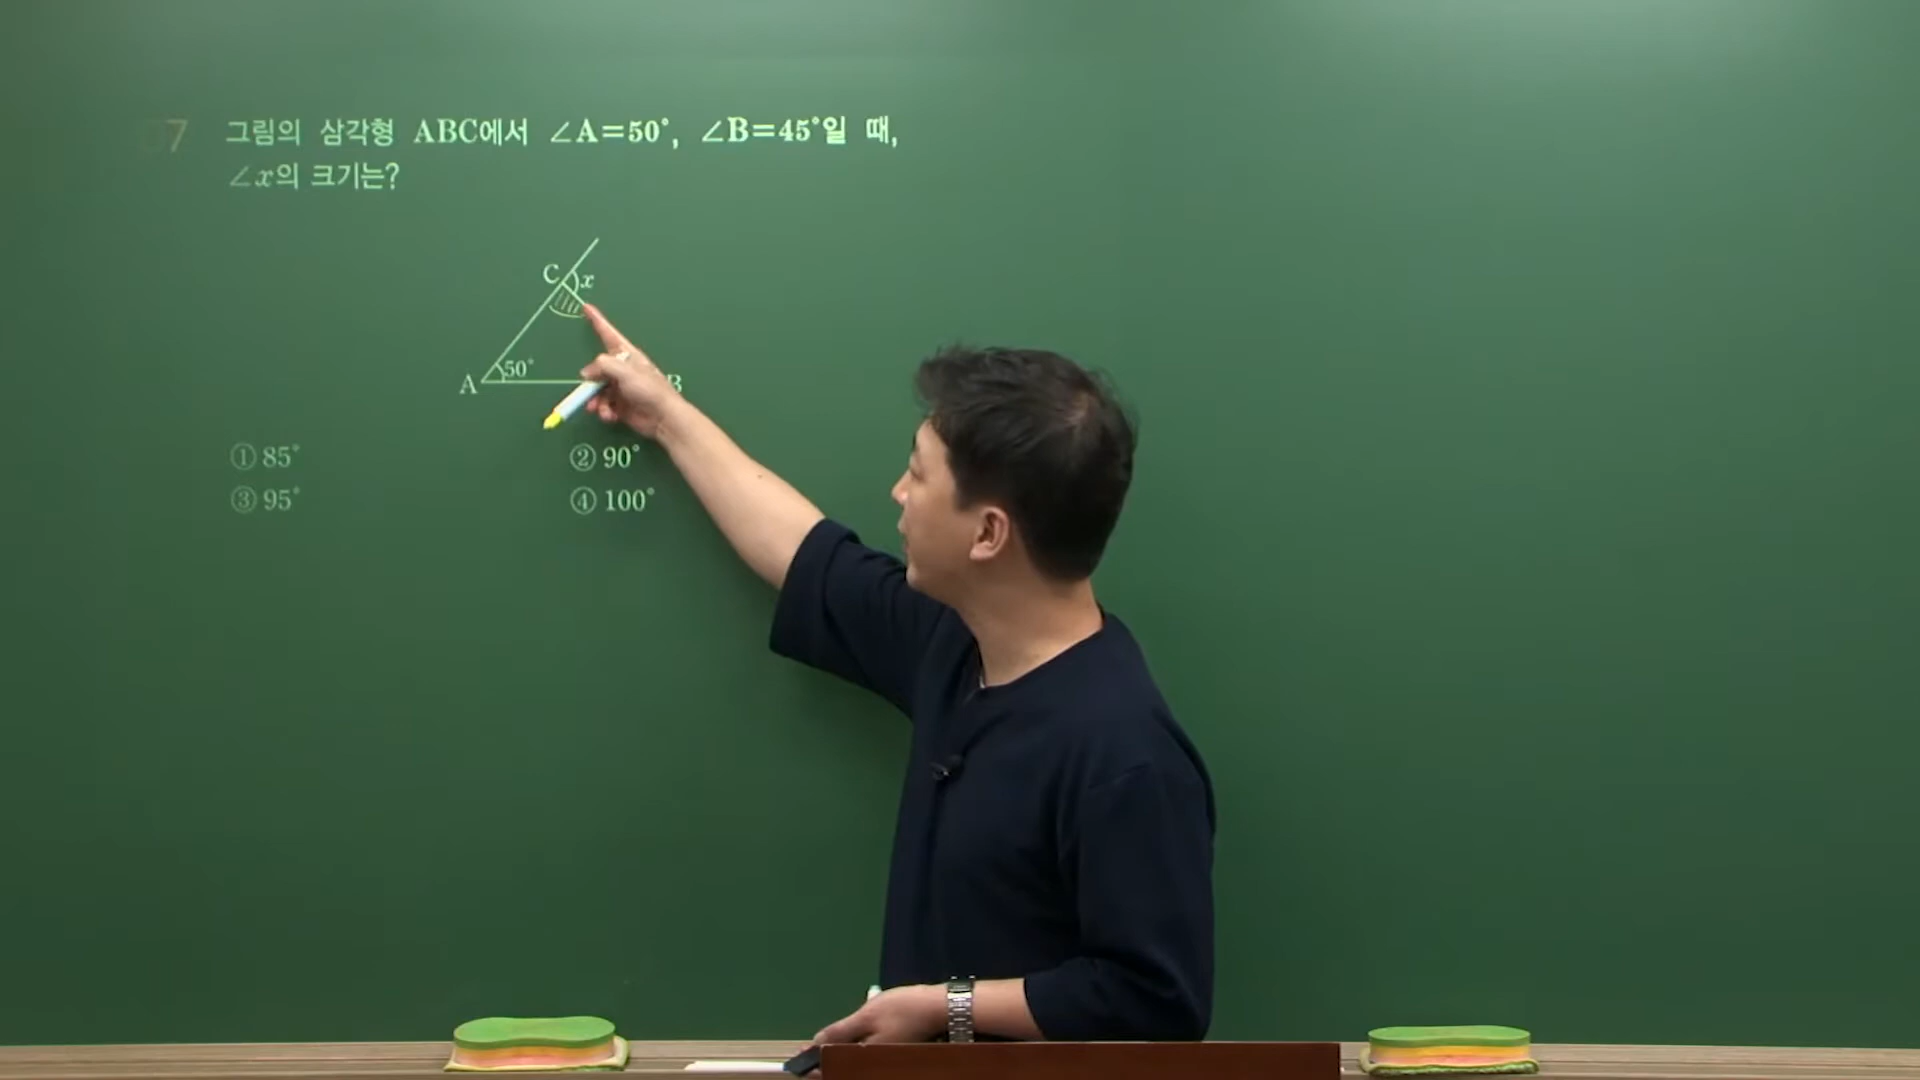 07 그림의 삼각형 ABC에서 ∠A=50°, ∠B=45°일 때,
∠x의 크기는?
C x
A 50° B
① 85° ② 90°
③ 95° ④ 100°